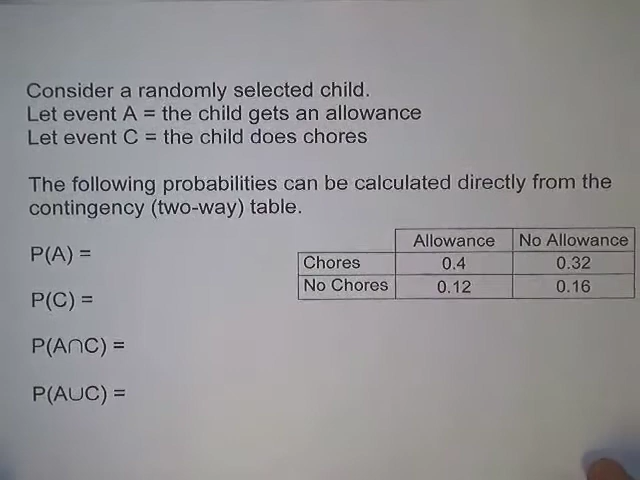 Consider a randomly selected child.
Let event A = the child gets an allowance
Let event C = the child does chores
The following probabilities can be calculated directly from the
contingency (two-way) table.
P(A) =
P(C) =
P(A∩C) =
P(A∪C) =
Allowance No Allowance
Chores 0.4 0.32
No Chores 0.12 0.16